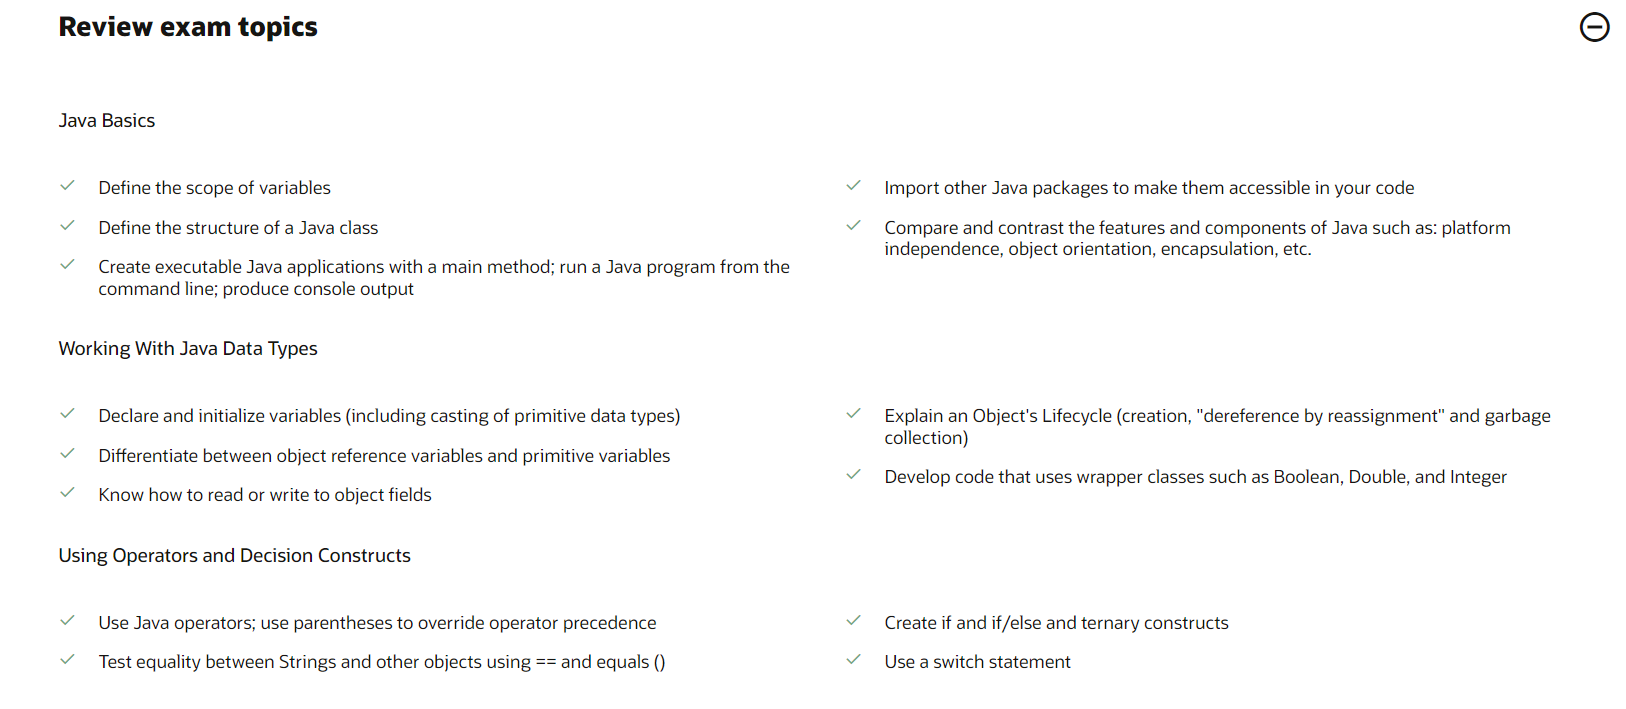 Review exam topics
Java Basics
Define the scope of variables
Define the structure of a Java class
Create executable Java applications with a main method; run a Java program from the
command line; produce console output
Import other Java packages to make them accessible in your code
Compare and contrast the features and components of Java such as: platform
independence, object orientation, encapsulation, etc.
Working With Java Data Types
Declare and initialize variables (including casting of primitive data types)
Differentiate between object reference variables and primitive variables
Know how to read or write to object fields
Explain an Object's Lifecycle (creation, "dereference by reassignment" and garbage
collection)
Develop code that uses wrapper classes such as Boolean, Double, and Integer
Using Operators and Decision Constructs
Use Java operators; use parentheses to override operator precedence
Test equality between Strings and other objects using == and equals ()
Create if and if/else and ternary constructs
Use a switch statement